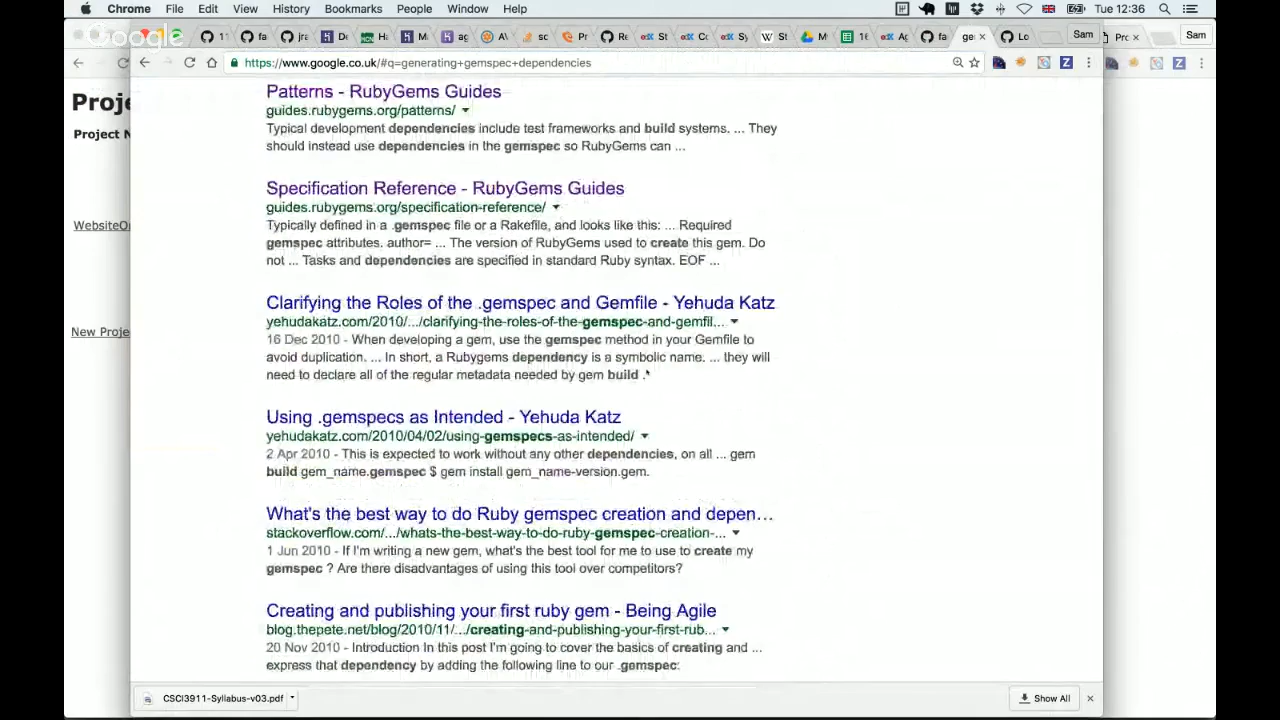 Chrome File Edit View History Bookmarks People Window Help Tue 12:36
Google
Sam Sam
https://www.google.co.uk/#q=generating+gemspec+dependencies
Proje
Project N
WebsiteOn
New Proje
Patterns - RubyGems Guides
guides.rubygems.org/patterns/
Typical development dependencies include test frameworks and build systems. ... They
should instead use dependencies in the gemspec so RubyGems can ...
Specification Reference - RubyGems Guides
guides.rubygems.org/specification-reference/
Typically defined in a .gemspec file or a Rakefile, and looks like this: ... Required
gemspec attributes. author= ... The version of RubyGems used to create this gem. Do
not ... Tasks and dependencies are specified in standard Ruby syntax. EOF ...
Clarifying the Roles of the .gemspec and Gemfile - Yehuda Katz
yehudakatz.com/2010/.../clarifying-the-roles-of-the-gemspec-and-gemfil...
16 Dec 2010 - When developing a gem, use the gemspec method in your Gemfile to
avoid duplication. ... In short, a Rubygems dependency is a symbolic name. ... they will
need to declare all of the regular metadata needed by gem build .
Using .gemspecs as Intended - Yehuda Katz
yehudakatz.com/2010/04/02/using-gemspecs-as-intended/
2 Apr 2010 - This is expected to work without any other dependencies, on all ... gem
build gem_name.gemspec $ gem install gem_name-version.gem.
What's the best way to do Ruby gemspec creation and depen...
stackoverflow.com/.../whats-the-best-way-to-do-ruby-gemspec-creation-...
1 Jun 2010 - If I'm writing a new gem, what's the best tool for me to use to create my
gemspec ? Are there disadvantages of using this tool over competitors?
Creating and publishing your first ruby gem - Being Agile
blog.thepete.net/blog/2010/11/.../creating-and-publishing-your-first-rub...
20 Nov 2010 - Introduction In this post I'm going to cover the basics of creating and ...
express that dependency by adding the following line to our .gemspec:
CSCI3911-Syllabus-v03.pdf Show All